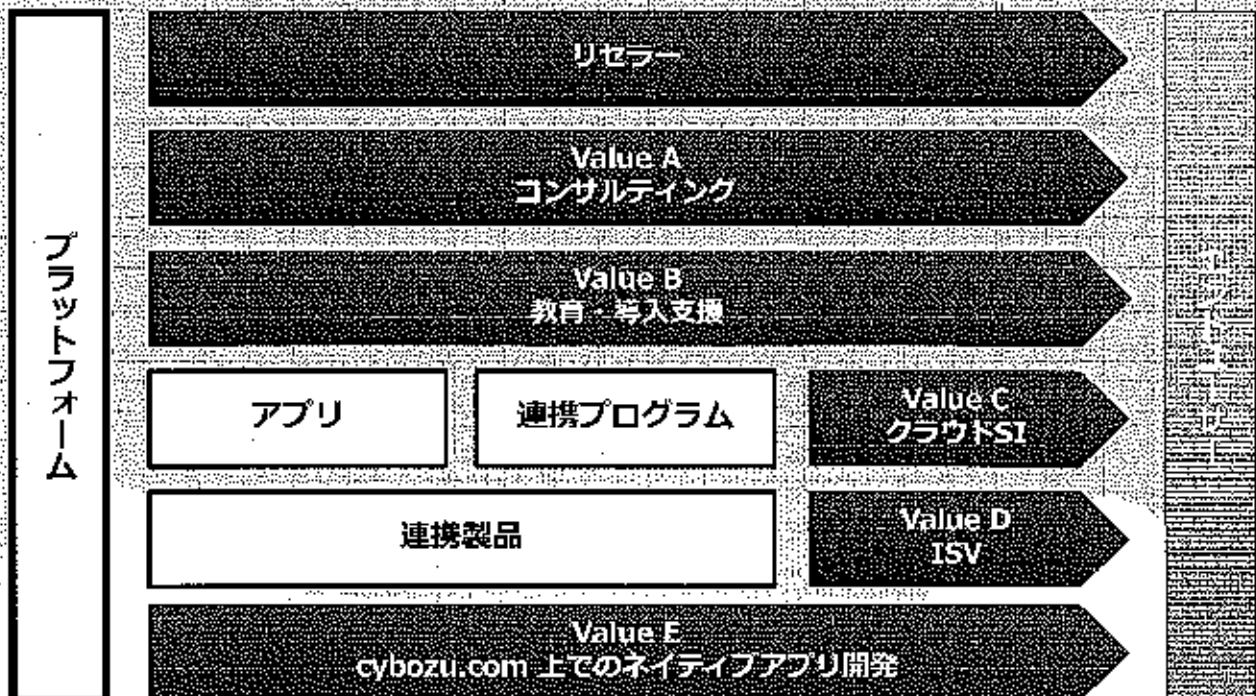 プラットフォーム
リセラー
Value A
コンサルティング
Value B
教育・導入支援
アプリ
連携プログラム
Value C
クラウドSI
連携製品
Value D
ISV
Value E
cybozu.com 上でのネイティブアプリ開発